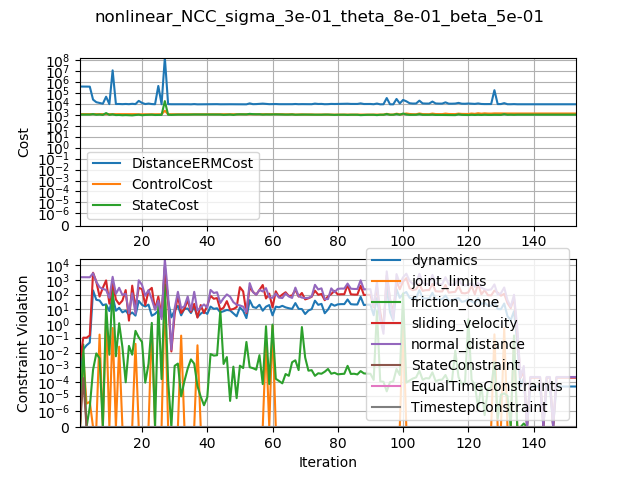 nonlinear_NCC_sigma_3e-01_theta_8e-01_beta_5e-01
Cost
10^8
10^7
10^6
10^5
10^4
10^3
10^2
10^1
10^0
10^-1
10^-2
10^-3
10^-4
10^-5
10^-6
0
DistanceERMCost
ControlCost
StateCost
20 40 60 80 100 120 140
Constraint Violation
10^4
10^3
10^2
10^1
10^0
10^-1
10^-2
10^-3
10^-4
10^-5
10^-6
0
dynamics
joint_limits
friction_cone
sliding_velocity
normal_distance
StateConstraint
EqualTimeConstraints
TimestepConstraint
20 40 60 80 100 120 140
Iteration